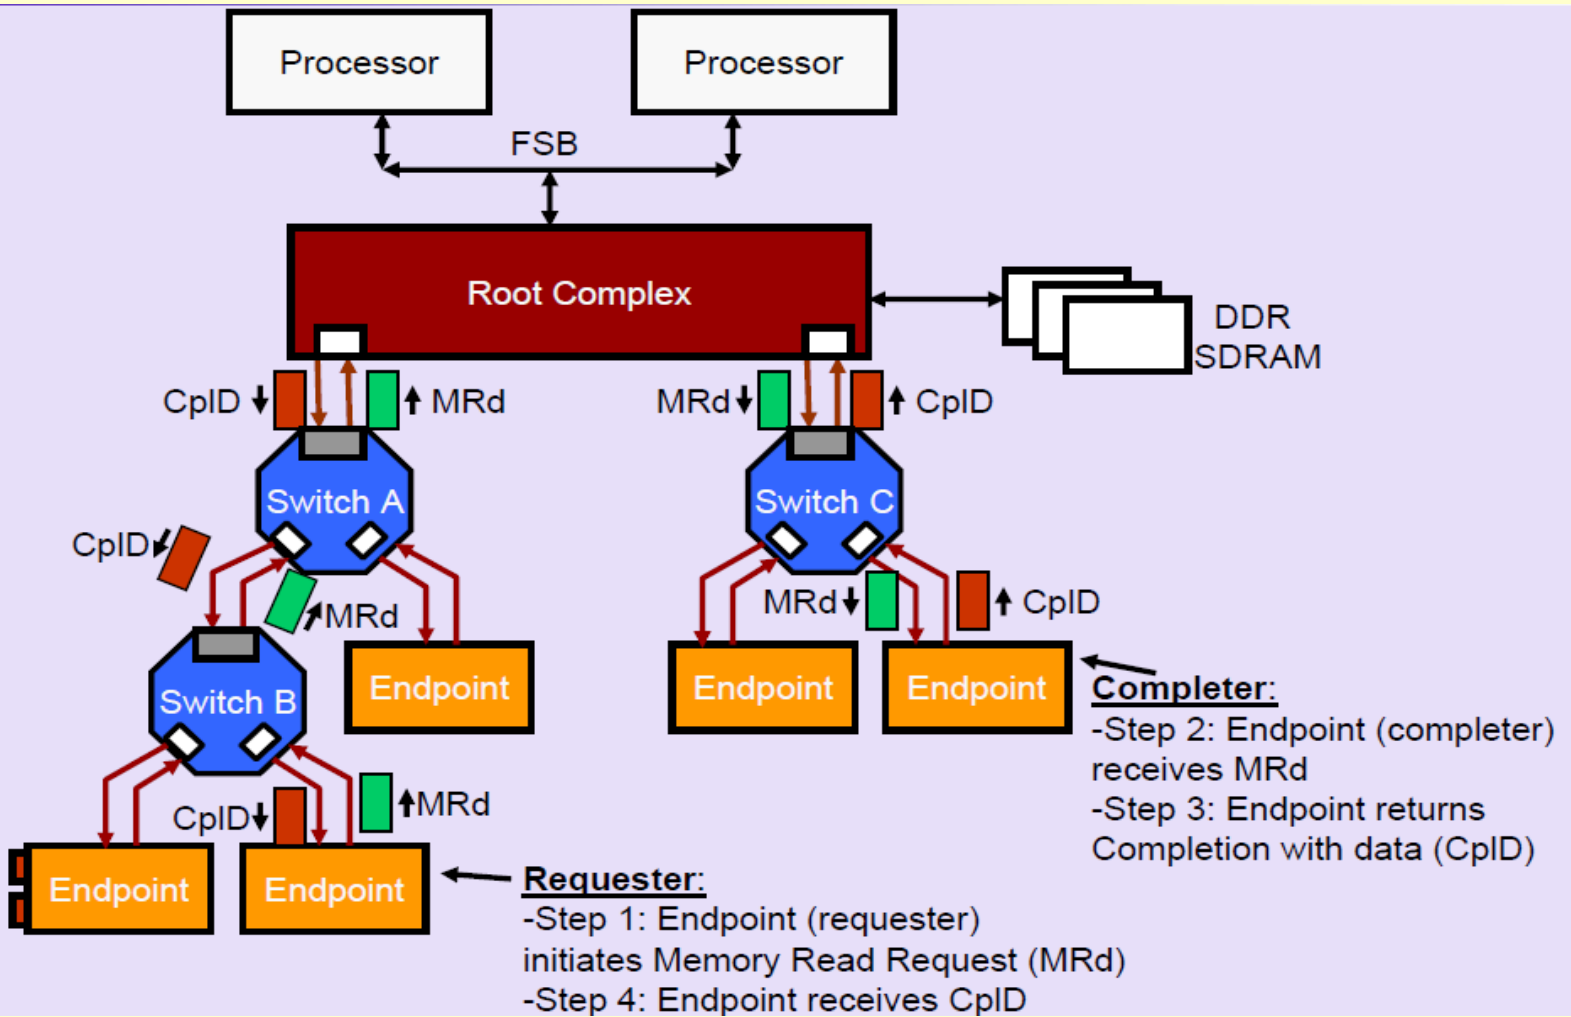 Processor
Processor
FSB
Root Complex
DDR
SDRAM
CplD
MRd
MRd
CplD
Switch A
Switch C
CplD
MRd
MRd
CplD
Endpoint
Endpoint
Endpoint
Switch B
Completer:
-Step 2: Endpoint (completer)
receives MRd
-Step 3: Endpoint returns
Completion with data (CplD)
CplD
MRd
Endpoint
Endpoint
Requester:
-Step 1: Endpoint (requester)
initiates Memory Read Request (MRd)
-Step 4: Endpoint receives CplD